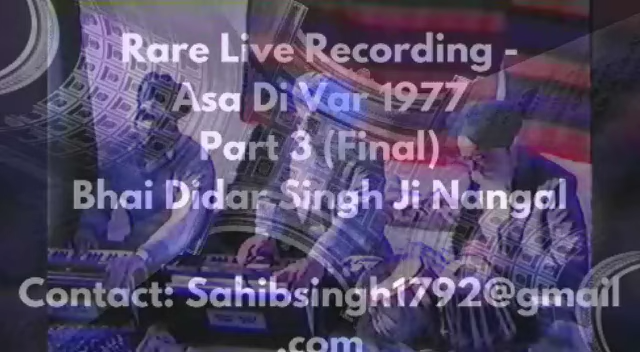 Rare Live Recording -
Asa Di Var 1977
Part 3 (Final)
Bhai Didar Singh Ji Nangal
Contact: Sahibsingh1792@gmail
.com